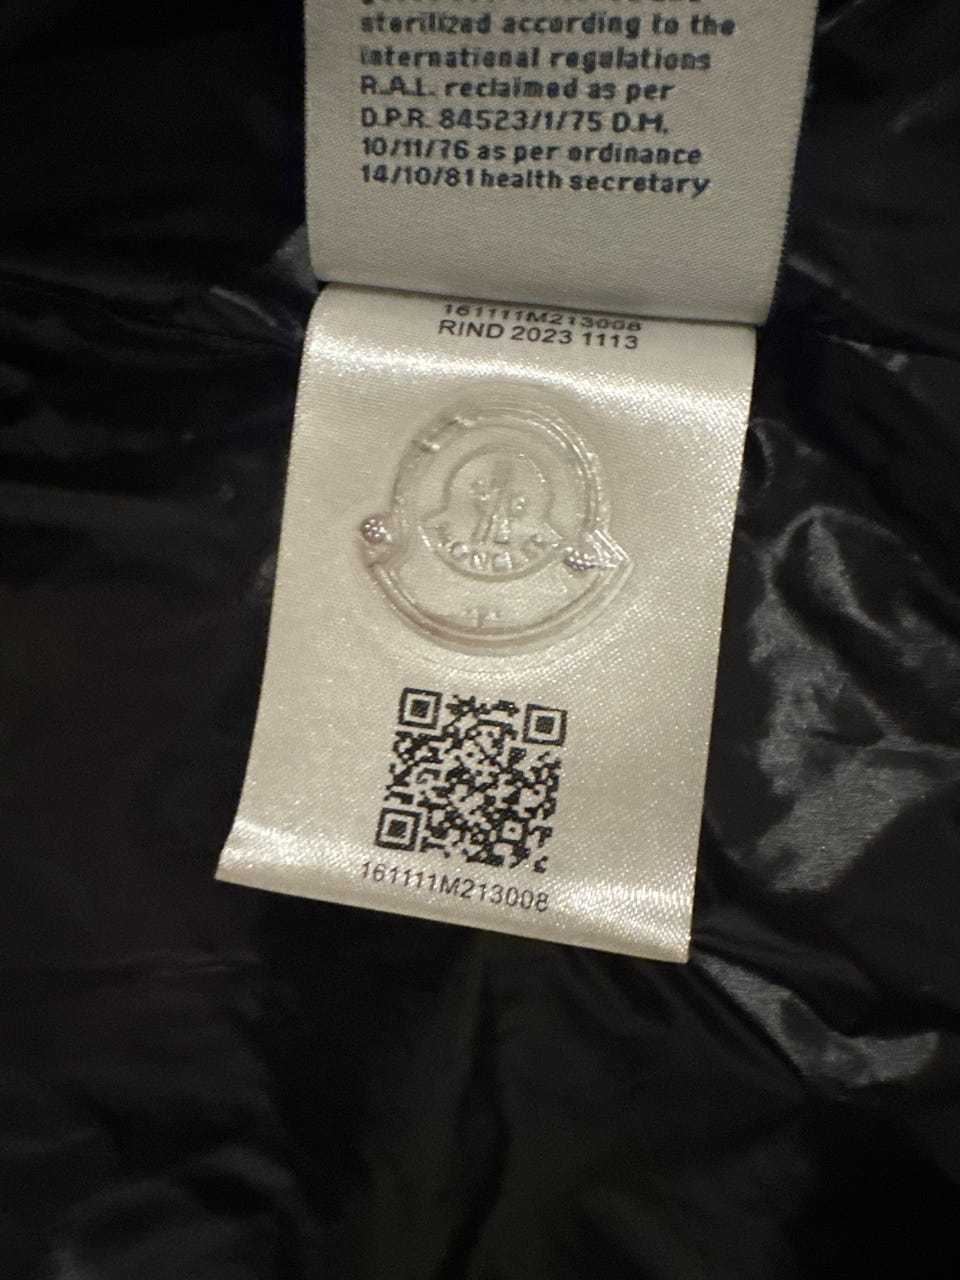 sterilized according to the
international regulations
R.A.L. reclaimed as per
D.P.R. 84523/1/75 D.M.
10/11/76 as per ordinance
14/10/81 health secretary
161111M213008
RIND 2023 1113
MONCLER
161111M213008